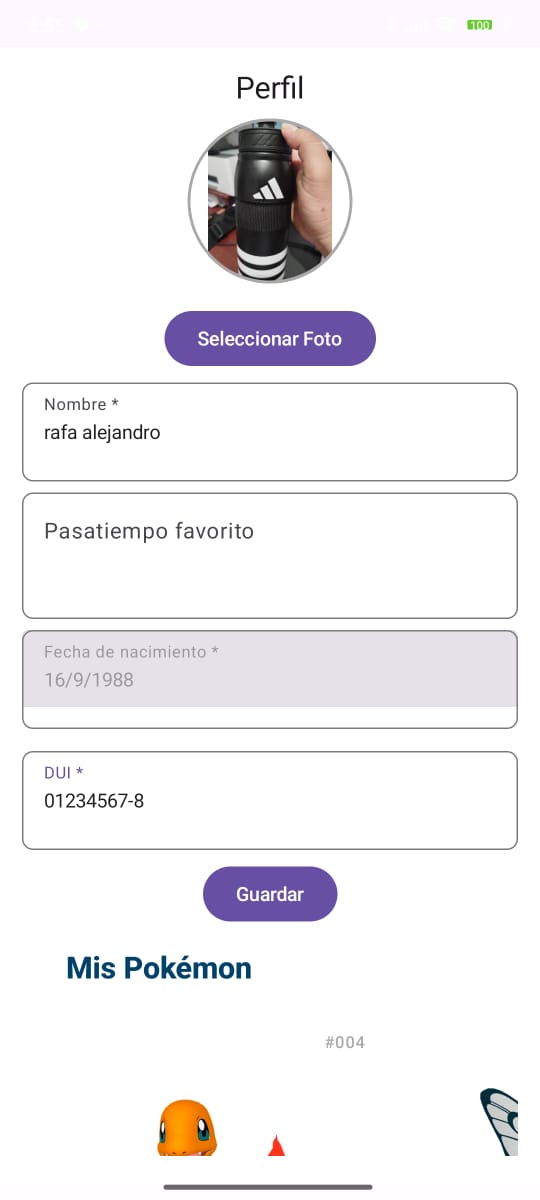 100
Perfil
Seleccionar Foto
Nombre *
rafa alejandro
Pasatiempo favorito
Fecha de nacimiento *
16/9/1988
DUI *
01234567-8
Guardar
Mis Pokémon
#004